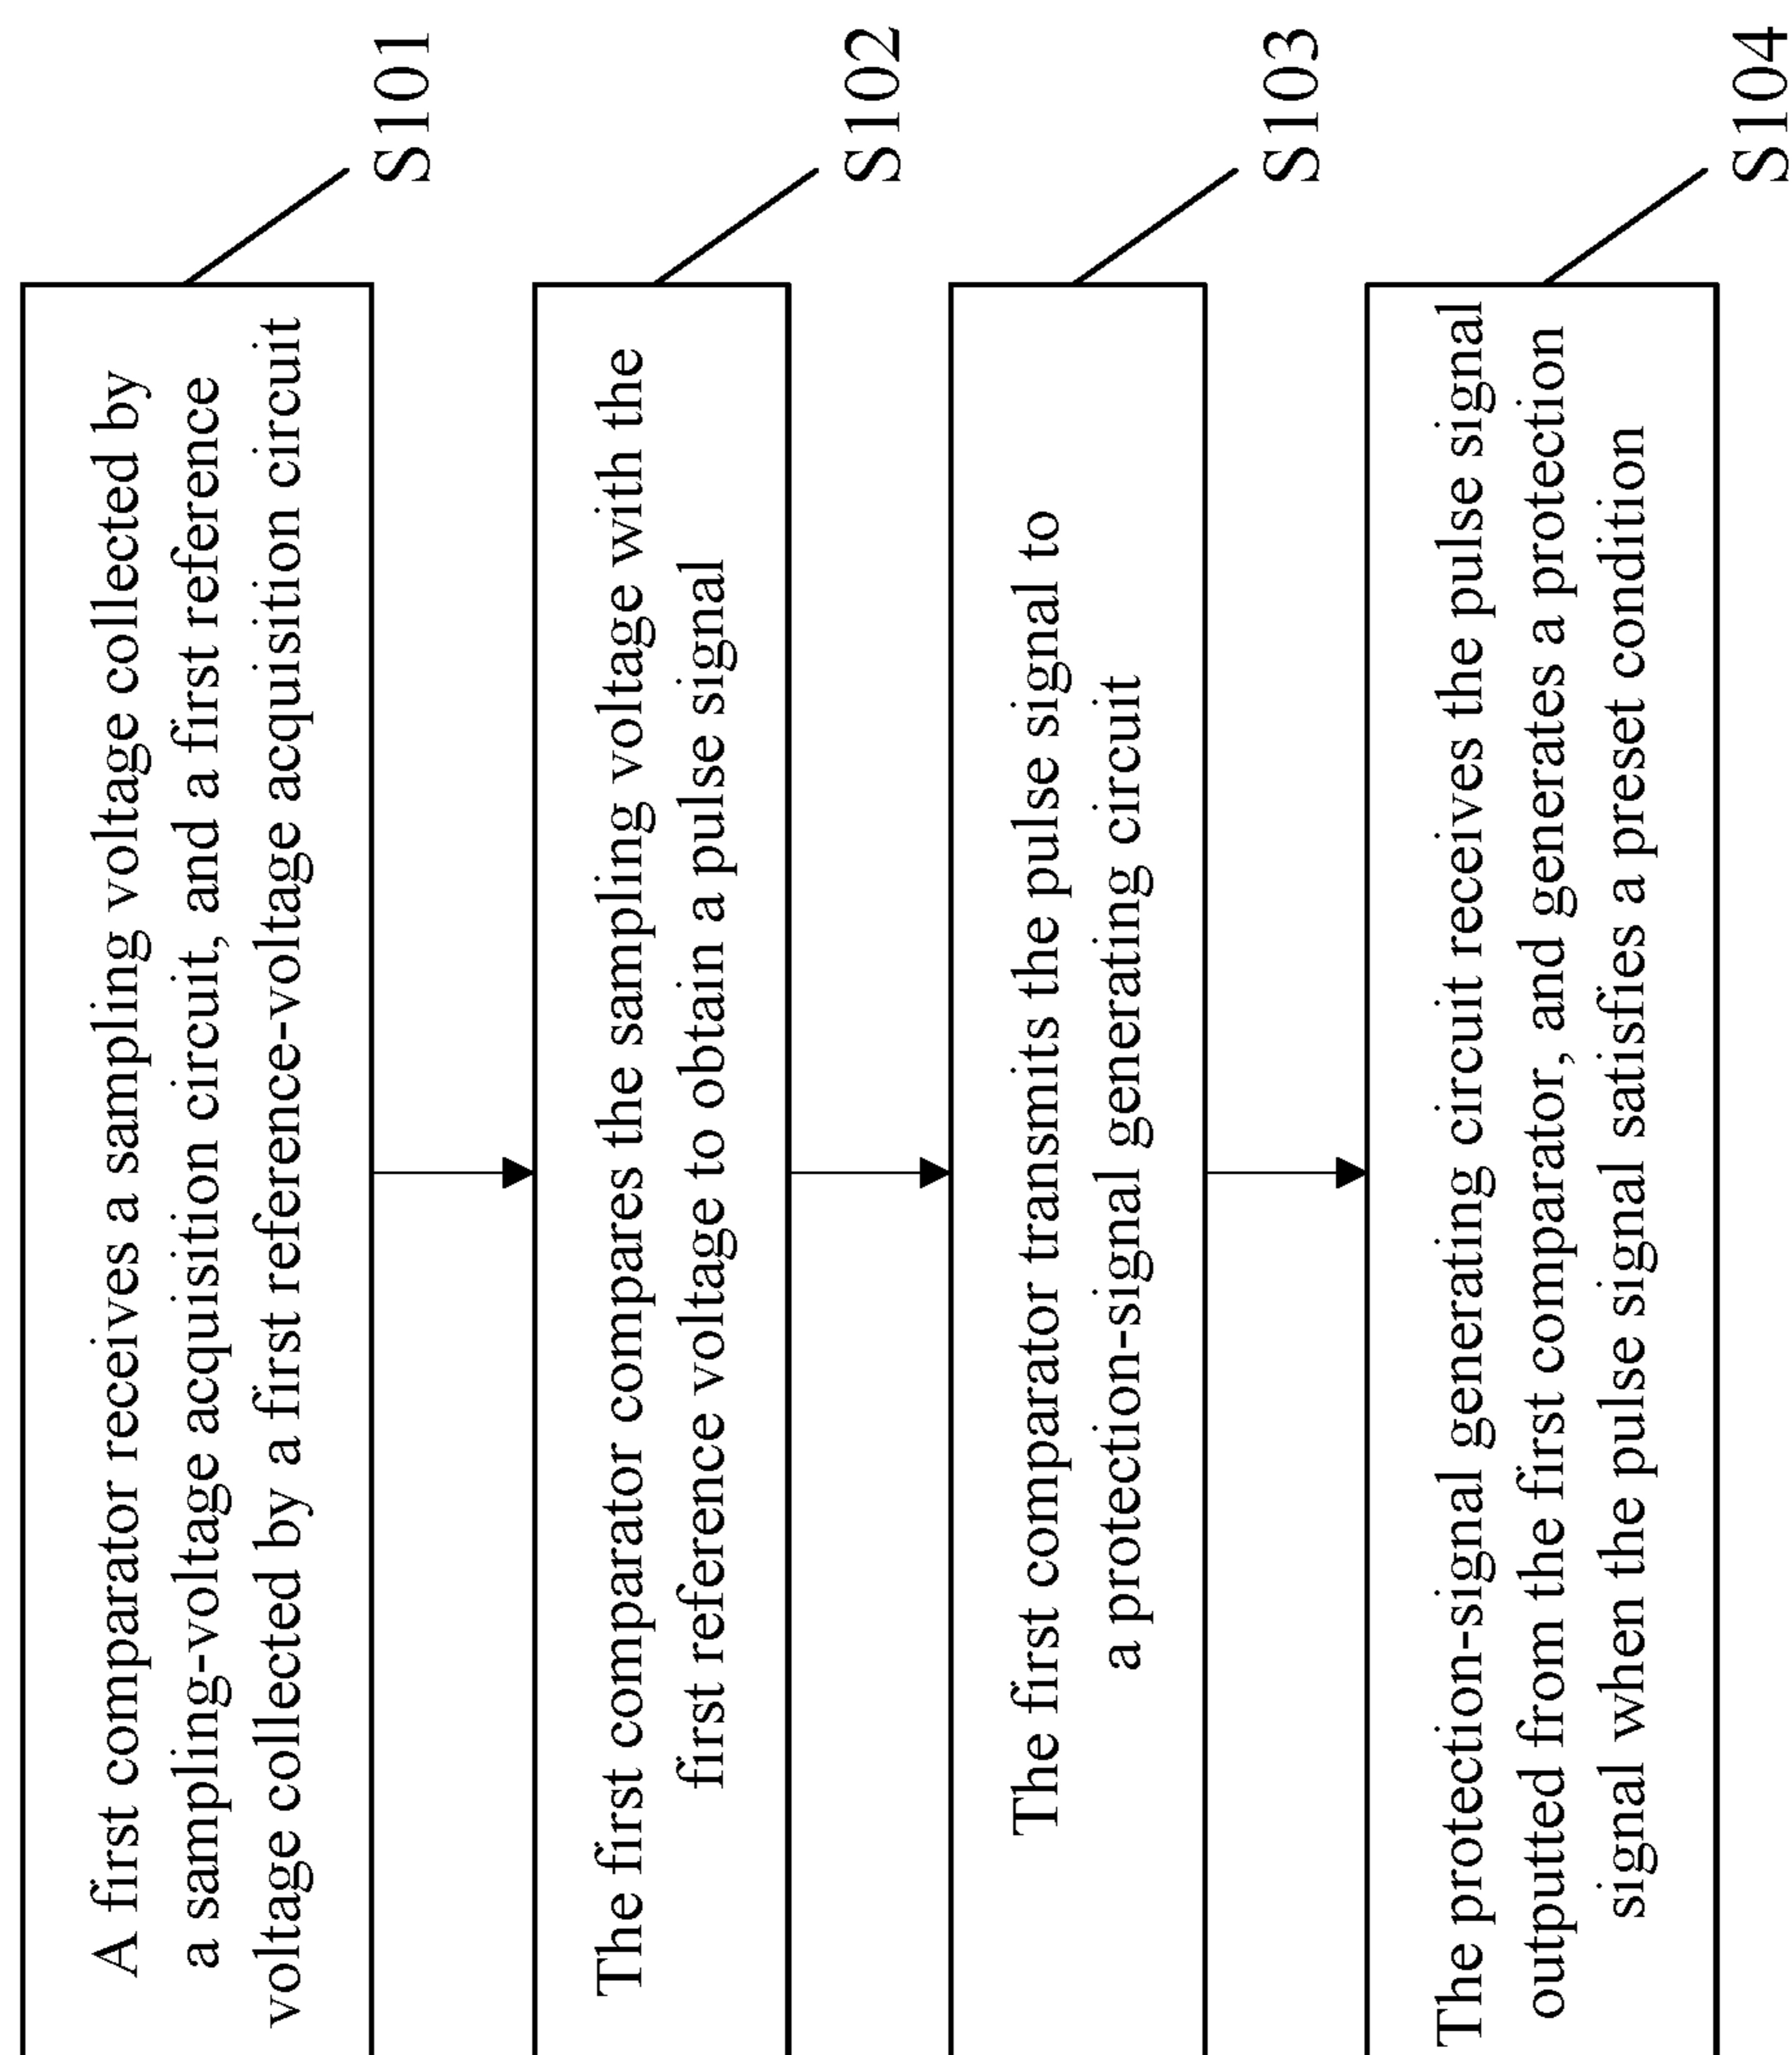 A first comparator receives a sampling voltage collected by
a sampling-voltage acquisition circuit, and a first reference
voltage collected by a first reference-voltage acquisition circuit
S101
The first comparator compares the sampling voltage with the
first reference voltage to obtain a pulse signal
S102
The first comparator transmits the pulse signal to
a protection-signal generating circuit
S103
The protection-signal generating circuit receives the pulse signal
outputted from the first comparator, and generates a protection
signal when the pulse signal satisfies a preset condition
S104